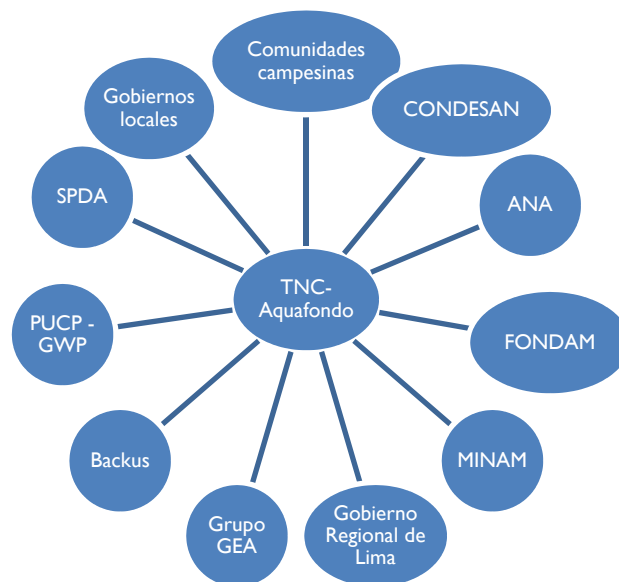 Comunidades
campesinas
CONDESAN
ANA
FONDAM
MINAM
Gobierno
Regional de
Lima
Grupo
GEA
Backus
PUCP -
GWP
SPDA
Gobiernos
locales
TNC-
Aquafondo